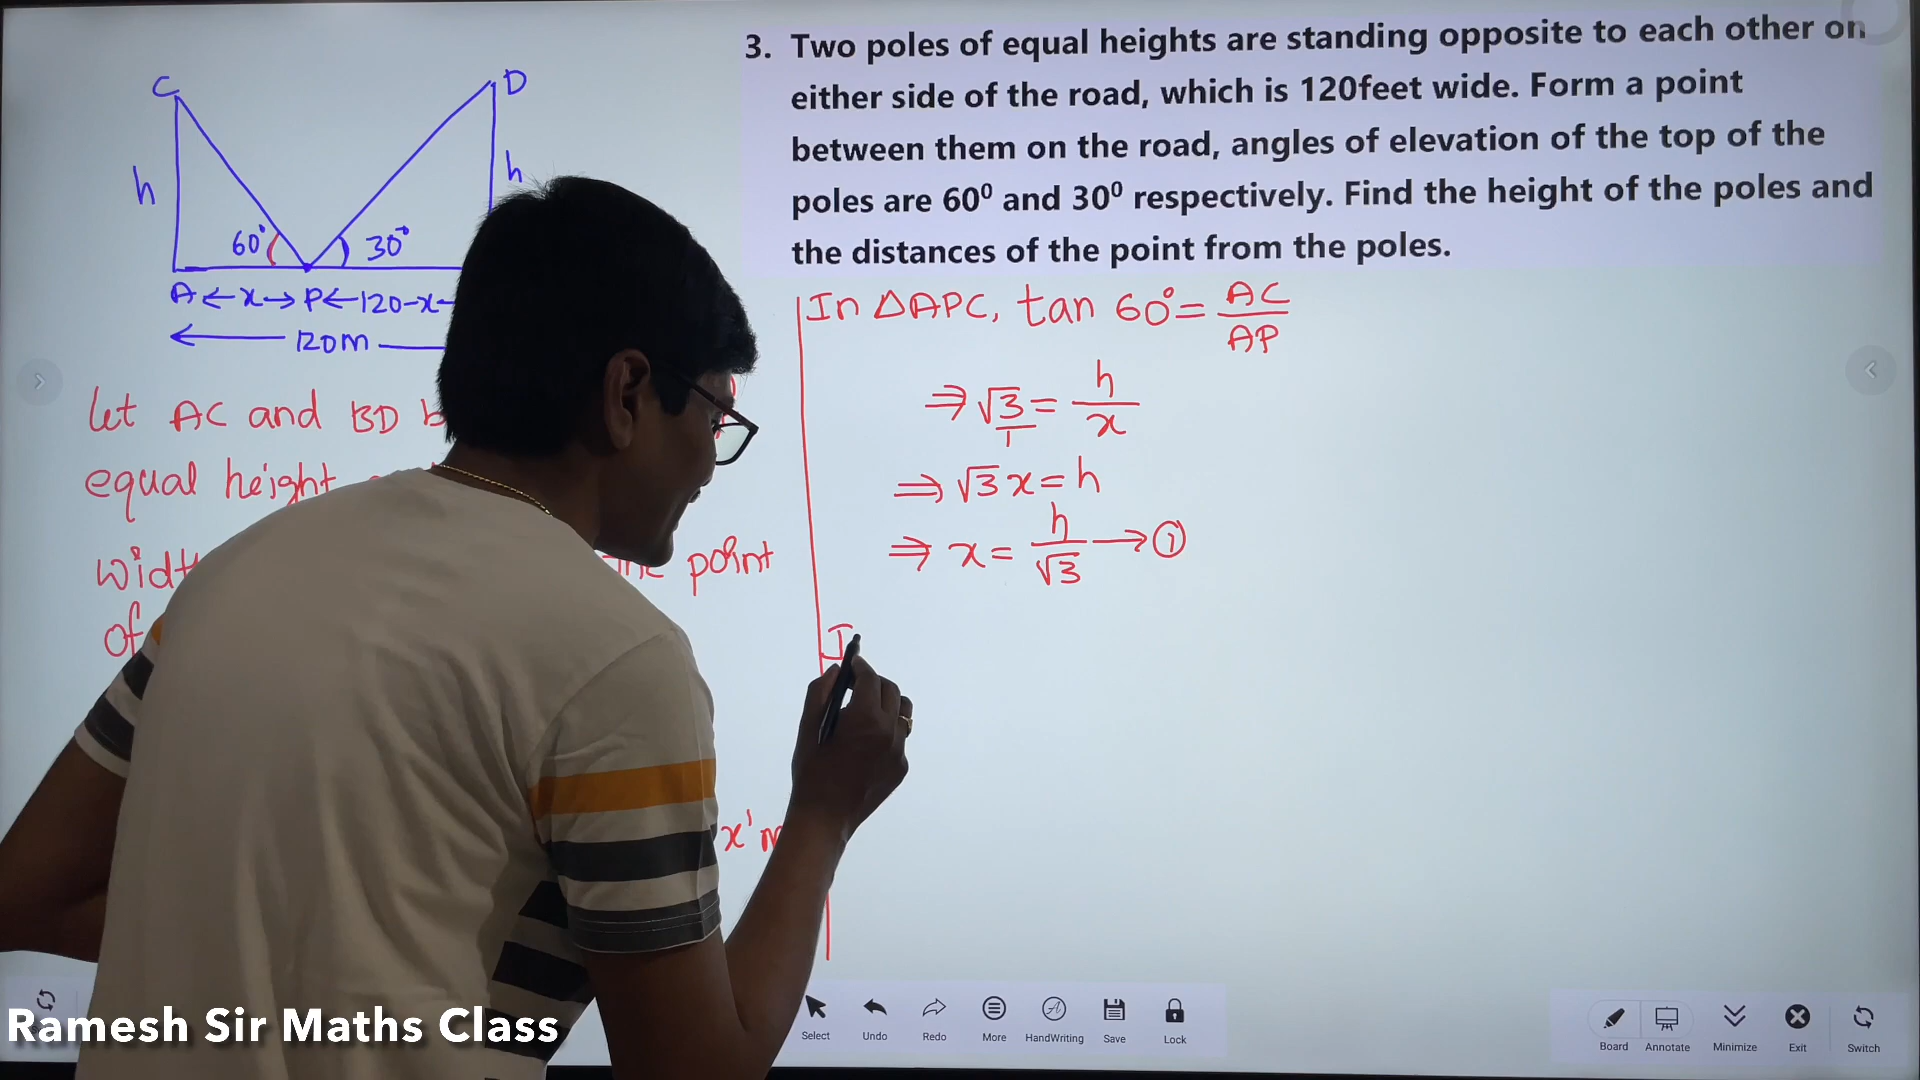 3. Two poles of equal heights are standing opposite to each other on
either side of the road, which is 120feet wide. Form a point
between them on the road, angles of elevation of the top of the
poles are 60⁰ and 30⁰ respectively. Find the height of the poles and
the distances of the point from the poles.
C D
h h
60° 30°
A ← x → P ← 120-x
← 120m
Let AC and BD b
equal height
point
of
x' m
In △APC, tan 60° = AC/AP
⇒ √3/1 = h/x
⇒ √3 x = h
⇒ x = h/√3 → ①
I
Ramesh Sir Maths Class
Select Undo Redo More HandWriting Save Lock
Board Annotate Minimize Exit Switch